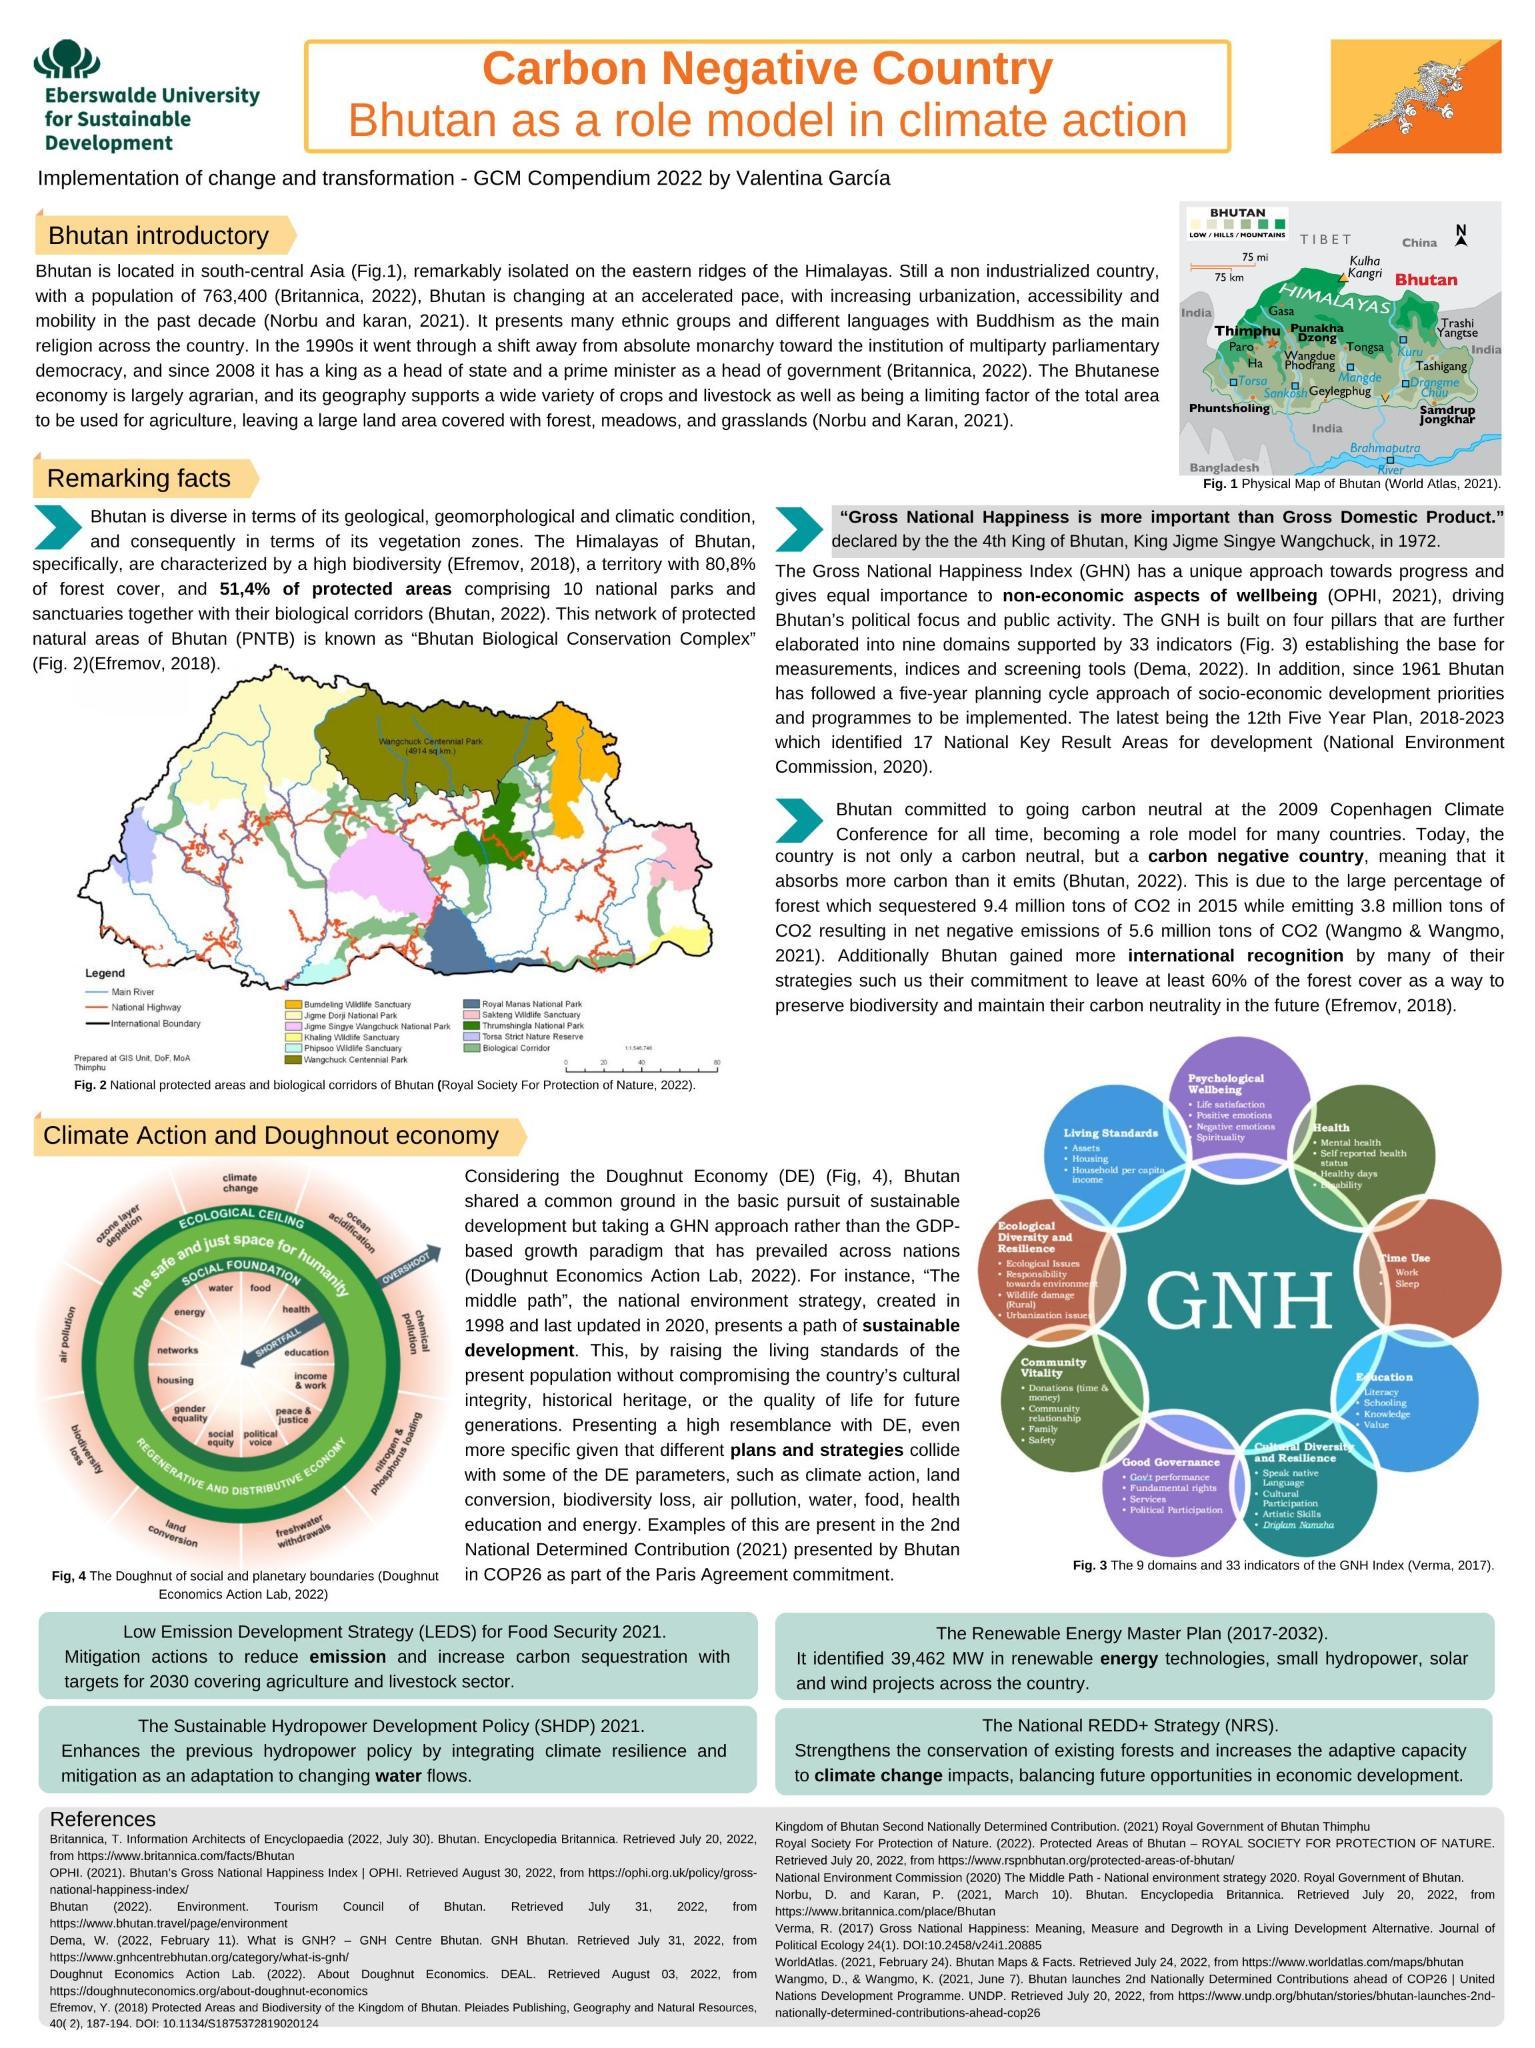 Eberswalde University
for Sustainable
Development
Carbon Negative Country
Bhutan as a role model in climate action
Implementation of change and transformation - GCM Compendium 2022 by Valentina García
Bhutan introductory
Bhutan is located in south-central Asia (Fig.1), remarkably isolated on the eastern ridges of the Himalayas. Still a non industrialized country,
with a population of 763,400 (Britannica, 2022), Bhutan is changing at an accelerated pace, with increasing urbanization, accessibility and
mobility in the past decade (Norbu and karan, 2021). It presents many ethnic groups and different languages with Buddhism as the main
religion across the country. In the 1990s it went through a shift away from absolute monarchy toward the institution of multiparty parliamentary
democracy, and since 2008 it has a king as a head of state and a prime minister as a head of government (Britannica, 2022). The Bhutanese
economy is largely agrarian, and its geography supports a wide variety of crops and livestock as well as being a limiting factor of the total area
to be used for agriculture, leaving a large land area covered with forest, meadows, and grasslands (Norbu and Karan, 2021).
BHUTAN
LOW / HILLS / MOUNTAINS
TIBET
China
N
75 mi
75 km
Kulha
Kangri
Bhutan
HIMALAYAS
India
Gasa
Thimphu
Punakha
Dzong
Trashi
Yangtse
Paro
Ha
Wangdue
Phodrang
Tongsa
Kuru
India
Torsa
Sankosh
Mangde
Tashigang
Geylegphug
Drangme
Chuu
Phuntsholing
Samdrup
Jongkhar
India
Brahmaputra
River
Bangladesh
Fig. 1 Physical Map of Bhutan (World Atlas, 2021).
Remarking facts
Bhutan is diverse in terms of its geological, geomorphological and climatic condition,
and consequently in terms of its vegetation zones. The Himalayas of Bhutan,
specifically, are characterized by a high biodiversity (Efremov, 2018), a territory with 80,8%
of forest cover, and 51,4% of protected areas comprising 10 national parks and
sanctuaries together with their biological corridors (Bhutan, 2022). This network of protected
natural areas of Bhutan (PNTB) is known as “Bhutan Biological Conservation Complex”
(Fig. 2)(Efremov, 2018).
Wangchuck Centennial Park
(4914 sq.km.)
Legend
Main River
National Highway
International Boundary
Bumdeling Wildlife Sanctuary
Jigme Dorji National Park
Jigme Singye Wangchuck National Park
Khaling Wildlife Sanctuary
Phipsoo Wildlife Sanctuary
Wangchuck Centennial Park
Royal Manas National Park
Sakteng Wildlife Sanctuary
Thrumshingla National Park
Torsa Strict Nature Reserve
Biological Corridor
Prepared at GIS Unit, DoF, MoA
Thimphu
0 20 40 80
Fig. 2 National protected areas and biological corridors of Bhutan (Royal Society For Protection of Nature, 2022).
“Gross National Happiness is more important than Gross Domestic Product.”
declared by the the 4th King of Bhutan, King Jigme Singye Wangchuck, in 1972.
The Gross National Happiness Index (GHN) has a unique approach towards progress and
gives equal importance to non-economic aspects of wellbeing (OPHI, 2021), driving
Bhutan’s political focus and public activity. The GNH is built on four pillars that are further
elaborated into nine domains supported by 33 indicators (Fig. 3) establishing the base for
measurements, indices and screening tools (Dema, 2022). In addition, since 1961 Bhutan
has followed a five-year planning cycle approach of socio-economic development priorities
and programmes to be implemented. The latest being the 12th Five Year Plan, 2018-2023
which identified 17 National Key Result Areas for development (National Environment
Commission, 2020).
Bhutan committed to going carbon neutral at the 2009 Copenhagen Climate
Conference for all time, becoming a role model for many countries. Today, the
country is not only a carbon neutral, but a carbon negative country, meaning that it
absorbs more carbon than it emits (Bhutan, 2022). This is due to the large percentage of
forest which sequestered 9.4 million tons of CO2 in 2015 while emitting 3.8 million tons of
CO2 resulting in net negative emissions of 5.6 million tons of CO2 (Wangmo & Wangmo,
2021). Additionally Bhutan gained more international recognition by many of their
strategies such us their commitment to leave at least 60% of the forest cover as a way to
preserve biodiversity and maintain their carbon neutrality in the future (Efremov, 2018).
Psychological
Wellbeing
• Life satisfaction
• Positive emotions
• Negative emotions
• Spirituality
Health
• Mental health
• Self reported health
status
• Healthy days
• Disability
Time Use
Work
• Sleep
Education
• Literacy
• Schooling
• Knowledge
• Value
Cultural Diversity
and Resilience
• Speak native
Language
• Cultural
Participation
• Artistic Skills
• Driglam Namzha
Good Governance
• Gov't performance
• Fundamental rights
• Services
• Political Participation
Community
Vitality
• Donations (time &
money)
• Community
relationship
• Family
• Safety
Ecological
Diversity and
Resilience
• Ecological Issues
• Responsibility
towards environment
• Wildlife damage
(Rural)
• Urbanization issues
Living Standards
• Assets
• Housing
• Household per capita
income
GNH
Fig. 3 The 9 domains and 33 indicators of the GNH Index (Verma, 2017).
Climate Action and Doughnout economy
climate
change
ocean
acidification
chemical
pollution
nitrogen &
phosphorus loading
freshwater
withdrawals
land
conversion
biodiversity
loss
air pollution
ozone layer
depletion
ECOLOGICAL CEILING
the safe and just space for humanity
SOCIAL FOUNDATION
OVERSHOOT
SHORTFALL
water
food
health
education
income
& work
peace &
justice
political
voice
social
equity
gender
equality
housing
networks
energy
REGENERATIVE AND DISTRIBUTIVE ECONOMY
Fig, 4 The Doughnut of social and planetary boundaries (Doughnut
Economics Action Lab, 2022)
Considering the Doughnut Economy (DE) (Fig, 4), Bhutan
shared a common ground in the basic pursuit of sustainable
development but taking a GHN approach rather than the GDP-
based growth paradigm that has prevailed across nations
(Doughnut Economics Action Lab, 2022). For instance, “The
middle path”, the national environment strategy, created in
1998 and last updated in 2020, presents a path of sustainable
development. This, by raising the living standards of the
present population without compromising the country’s cultural
integrity, historical heritage, or the quality of life for future
generations. Presenting a high resemblance with DE, even
more specific given that different plans and strategies collide
with some of the DE parameters, such as climate action, land
conversion, biodiversity loss, air pollution, water, food, health
education and energy. Examples of this are present in the 2nd
National Determined Contribution (2021) presented by Bhutan
in COP26 as part of the Paris Agreement commitment.
Low Emission Development Strategy (LEDS) for Food Security 2021.
Mitigation actions to reduce emission and increase carbon sequestration with
targets for 2030 covering agriculture and livestock sector.
The Renewable Energy Master Plan (2017-2032).
It identified 39,462 MW in renewable energy technologies, small hydropower, solar
and wind projects across the country.
The Sustainable Hydropower Development Policy (SHDP) 2021.
Enhances the previous hydropower policy by integrating climate resilience and
mitigation as an adaptation to changing water flows.
The National REDD+ Strategy (NRS).
Strengthens the conservation of existing forests and increases the adaptive capacity
to climate change impacts, balancing future opportunities in economic development.
References
Britannica, T. Information Architects of Encyclopaedia (2022, July 30). Bhutan. Encyclopedia Britannica. Retrieved July 20, 2022,
from https://www.britannica.com/facts/Bhutan
OPHI. (2021). Bhutan’s Gross National Happiness Index | OPHI. Retrieved August 30, 2022, from https://ophi.org.uk/policy/gross-
national-happiness-index/
Bhutan (2022). Environment. Tourism Council of Bhutan. Retrieved July 31, 2022, from
https://www.bhutan.travel/page/environment
Dema, W. (2022, February 11). What is GNH? – GNH Centre Bhutan. GNH Bhutan. Retrieved July 31, 2022, from
https://www.gnhcentrebhutan.org/category/what-is-gnh/
Doughnut Economics Action Lab. (2022). About Doughnut Economics. DEAL. Retrieved August 03, 2022, from
https://doughnuteconomics.org/about-doughnut-economics
Efremov, Y. (2018) Protected Areas and Biodiversity of the Kingdom of Bhutan. Pleiades Publishing, Geography and Natural Resources,
40( 2), 187-194. DOI: 10.1134/S1875372819020124
Kingdom of Bhutan Second Nationally Determined Contribution. (2021) Royal Government of Bhutan Thimphu
Royal Society For Protection of Nature. (2022). Protected Areas of Bhutan – ROYAL SOCIETY FOR PROTECTION OF NATURE.
Retrieved July 20, 2022, from https://www.rspnbhutan.org/protected-areas-of-bhutan/
National Environment Commission (2020) The Middle Path - National environment strategy 2020. Royal Government of Bhutan.
Norbu, D. and Karan, P. (2021, March 10). Bhutan. Encyclopedia Britannica. Retrieved July 20, 2022, from
https://www.britannica.com/place/Bhutan
Verma, R. (2017) Gross National Happiness: Meaning, Measure and Degrowth in a Living Development Alternative. Journal of
Political Ecology 24(1). DOI:10.2458/v24i1.20885
WorldAtlas. (2021, February 24). Bhutan Maps & Facts. Retrieved July 24, 2022, from https://www.worldatlas.com/maps/bhutan
Wangmo, D., & Wangmo, K. (2021, June 7). Bhutan launches 2nd Nationally Determined Contributions ahead of COP26 | United
Nations Development Programme. UNDP. Retrieved July 20, 2022, from https://www.undp.org/bhutan/stories/bhutan-launches-2nd-
nationally-determined-contributions-ahead-cop26